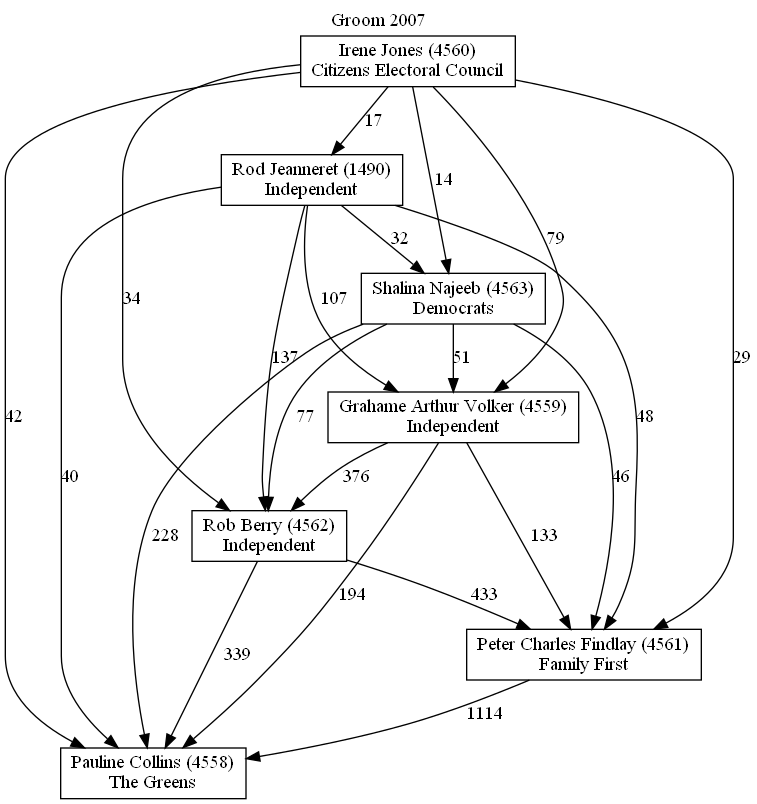 Groom 2007
Irene Jones (4560)
Citizens Electoral Council
17
Rod Jeanneret (1490)
Independent
14
32
79
Shalina Najeeb (4563)
Democrats
34
107
137
51
29
Grahame Arthur Volker (4559)
Independent
42
77
48
40
376
46
Rob Berry (4562)
Independent
228
133
194
433
339
Peter Charles Findlay (4561)
Family First
1114
Pauline Collins (4558)
The Greens